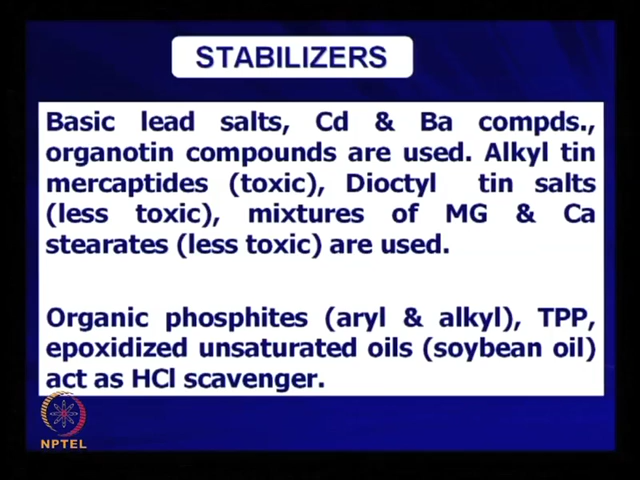 STABILIZERS
Basic lead salts, Cd & Ba compds.,
organotin compounds are used. Alkyl tin
mercaptides (toxic), Dioctyl tin salts
(less toxic), mixtures of MG & Ca
stearates (less toxic) are used.
Organic phosphites (aryl & alkyl), TPP,
epoxidized unsaturated oils (soybean oil)
act as HCl scavenger.
NPTEL